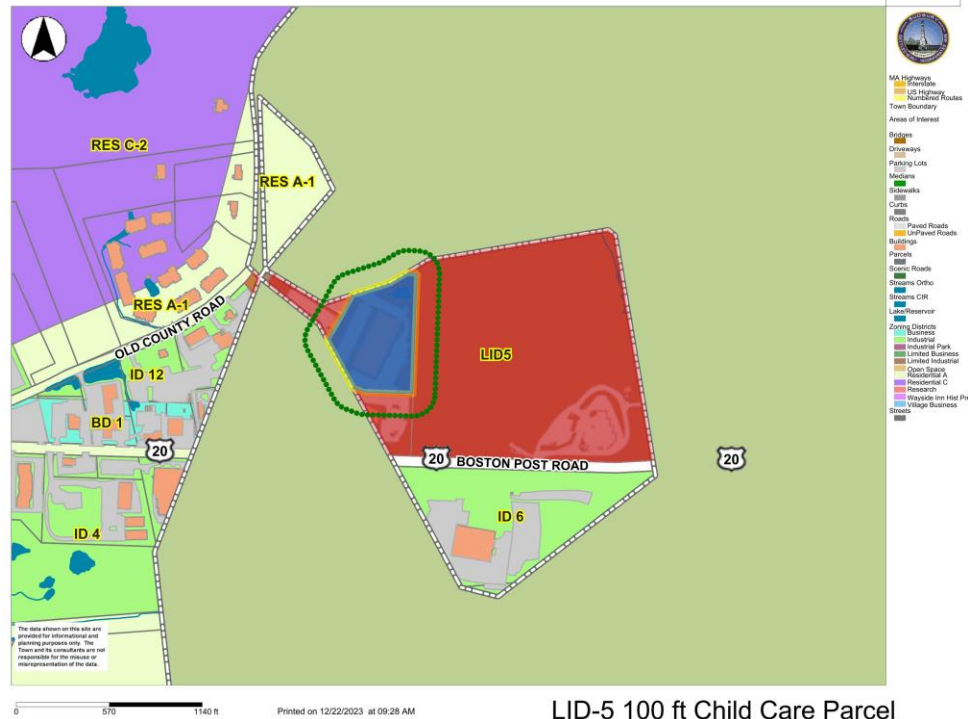 RES C-2
RES A-1
RES A-1
OLD COUNTY ROAD
ID 12
BD 1
20
ID 4
LID5
20
BOSTON POST ROAD
20
ID 6
The data shown on this site are
provided for informational and
planning purposes only. The
Town and its consultants are not
responsible for the misuse or
misrepresentation of the data.
MA Highways
Interstate
US Highway
Numbered Routes
Town Boundary
Areas of Interest
Bridges
Driveways
Parking Lots
Medians
Sidewalks
Curbs
Roads
Paved Roads
UnPaved Roads
Buildings
Parcels
Scenic Roads
Streams Ortho
Streams CIR
Lake/Reservoir
Zoning Districts
Business
Industrial
Industrial Park
Limited Business
Limited Industrial
Open Space
Residential A
Residential C
Research
Wayside Inn Hist Pre
Village Business
Streets
0 570 1140 ft
Printed on 12/22/2023 at 09:28 AM
LID-5 100 ft Child Care Parcel